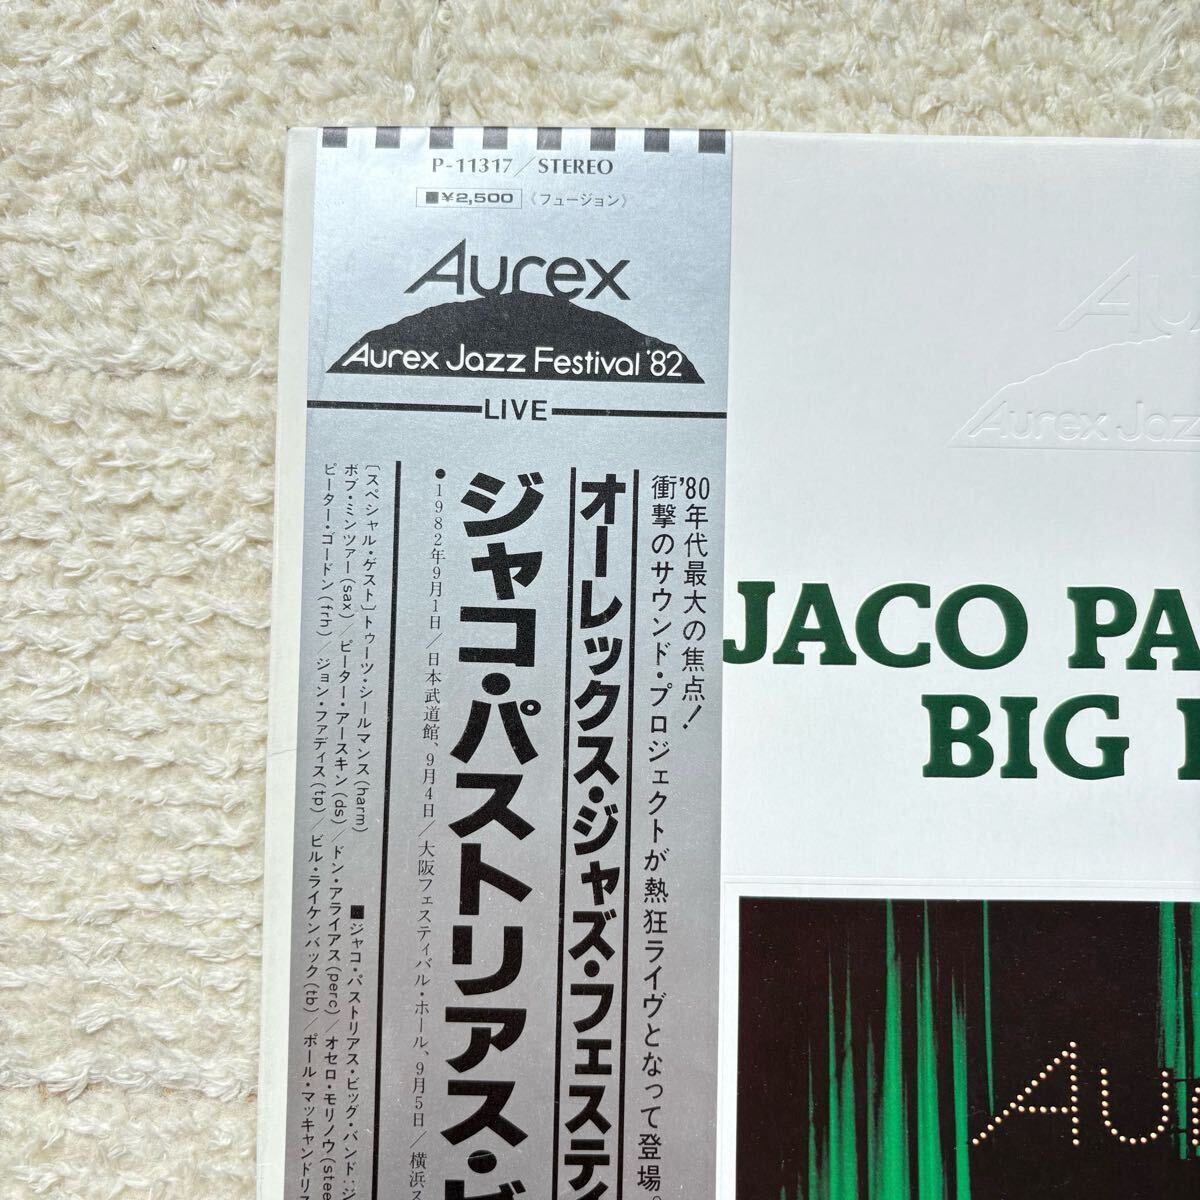 P-11317/STEREO
■¥2,500 《フュージョン》
Aurex
Aurex Jazz Festival '82
LIVE
'80年代最大の焦点!
衝撃のサウンド・プロジェクトが熱狂ライヴとなって登場。
オーレックス・ジャズ・フェスティ
ジャコ・パストリアス・ビ
●1982年9月1日/日本武道館、9月4日/大阪フェスティバル・ホール、9月5日/横浜ス
■ジャコ・パストリアス・ビッグ・バンド:ジ
[スペシャル・ゲスト]トゥーツ・シールマンス(harm)
ボブ・ミンツァー(sax)/ピーター・アースキン(ds)/ドン・アライアス(perc)/オセロ・モリノウ(stee
ピーター・ゴードン(frh)/ジョン・ファディス(tp)/ビル・ライケンバック(tb)/ポール・マッキャンドリス
Au
Aurex Jaz
JACO PA
BIG
Au